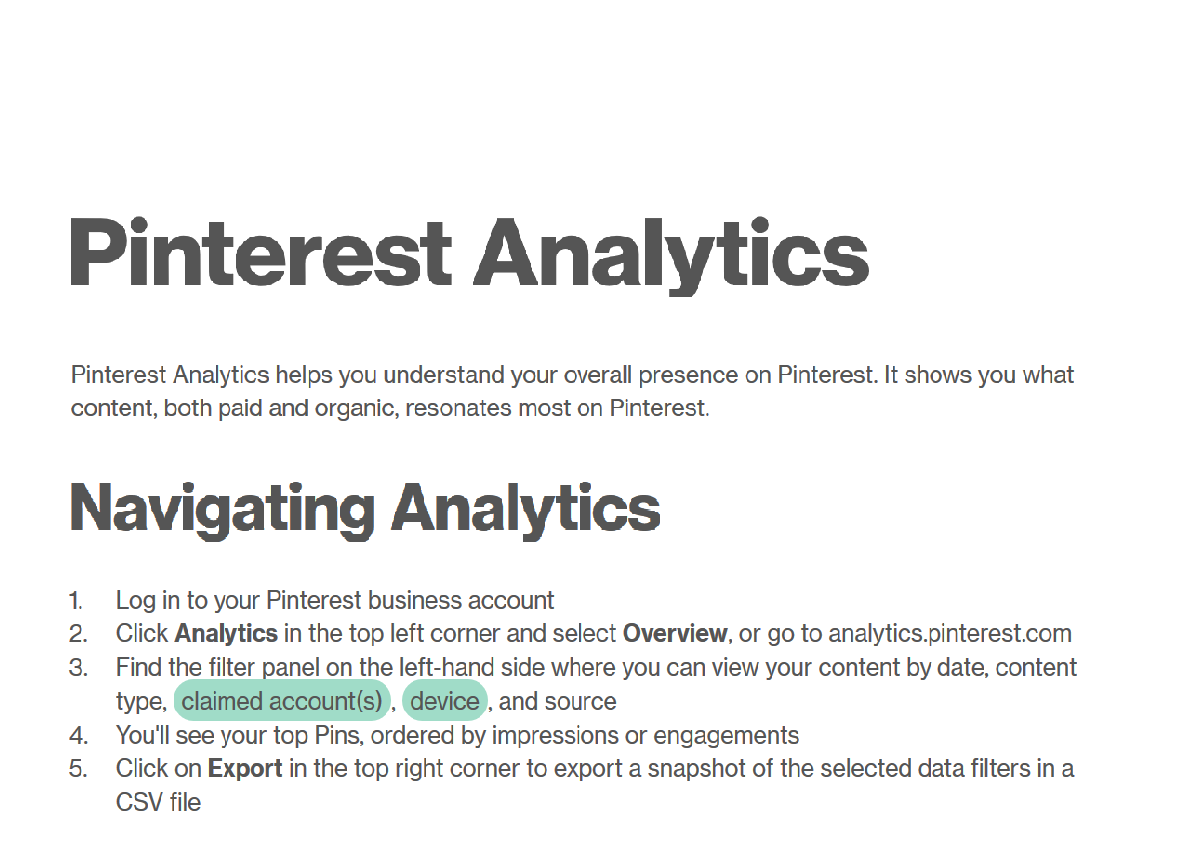 Pinterest Analytics
Pinterest Analytics helps you understand your overall presence on Pinterest. It shows you what
content, both paid and organic, resonates most on Pinterest.
Navigating Analytics
1. Log in to your Pinterest business account
2. Click Analytics in the top left corner and select Overview, or go to analytics.pinterest.com
3. Find the filter panel on the left-hand side where you can view your content by date, content
type, claimed account(s), device, and source
4. You'll see your top Pins, ordered by impressions or engagements
5. Click on Export in the top right corner to export a snapshot of the selected data filters in a
CSV file